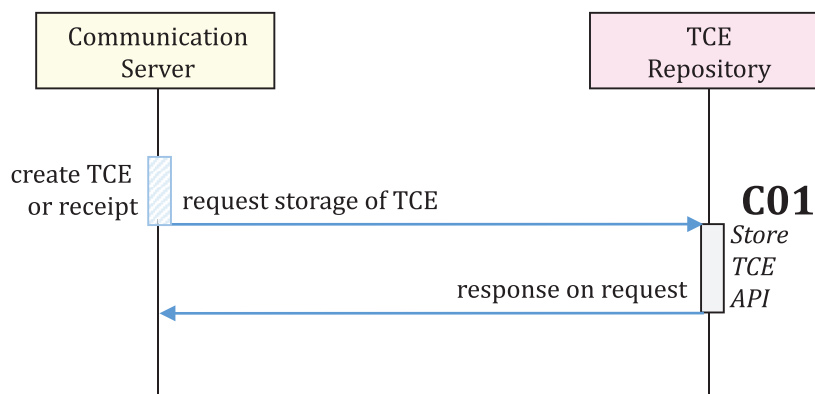 Communication
Server
TCE
Repository
create TCE
or receipt
request storage of TCE
C01
Store
TCE
API
response on request